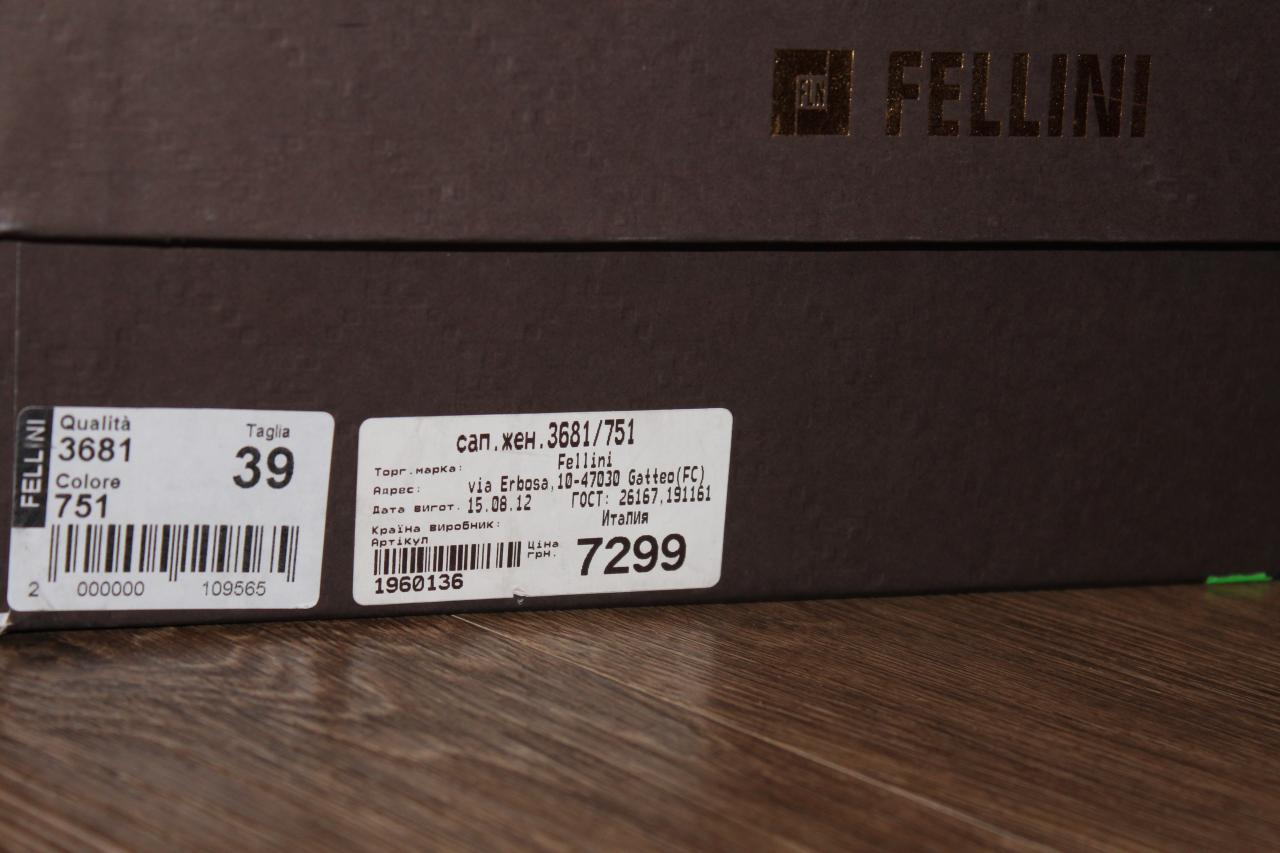 FLN FELLINI
FELLINI
Qualità
3681
Taglia
39
Colore
751
2 000000 109565
сап.жен.3681/751
Торг.марка: Fellini
Адрес: via Erbosa,10-47030 Gatteo(FC)
Дата вигот. 15.08.12 ГОСТ: 26167,191161
Країна виробник: Италия
Артікул
Ціна
грн. 7299
1960136